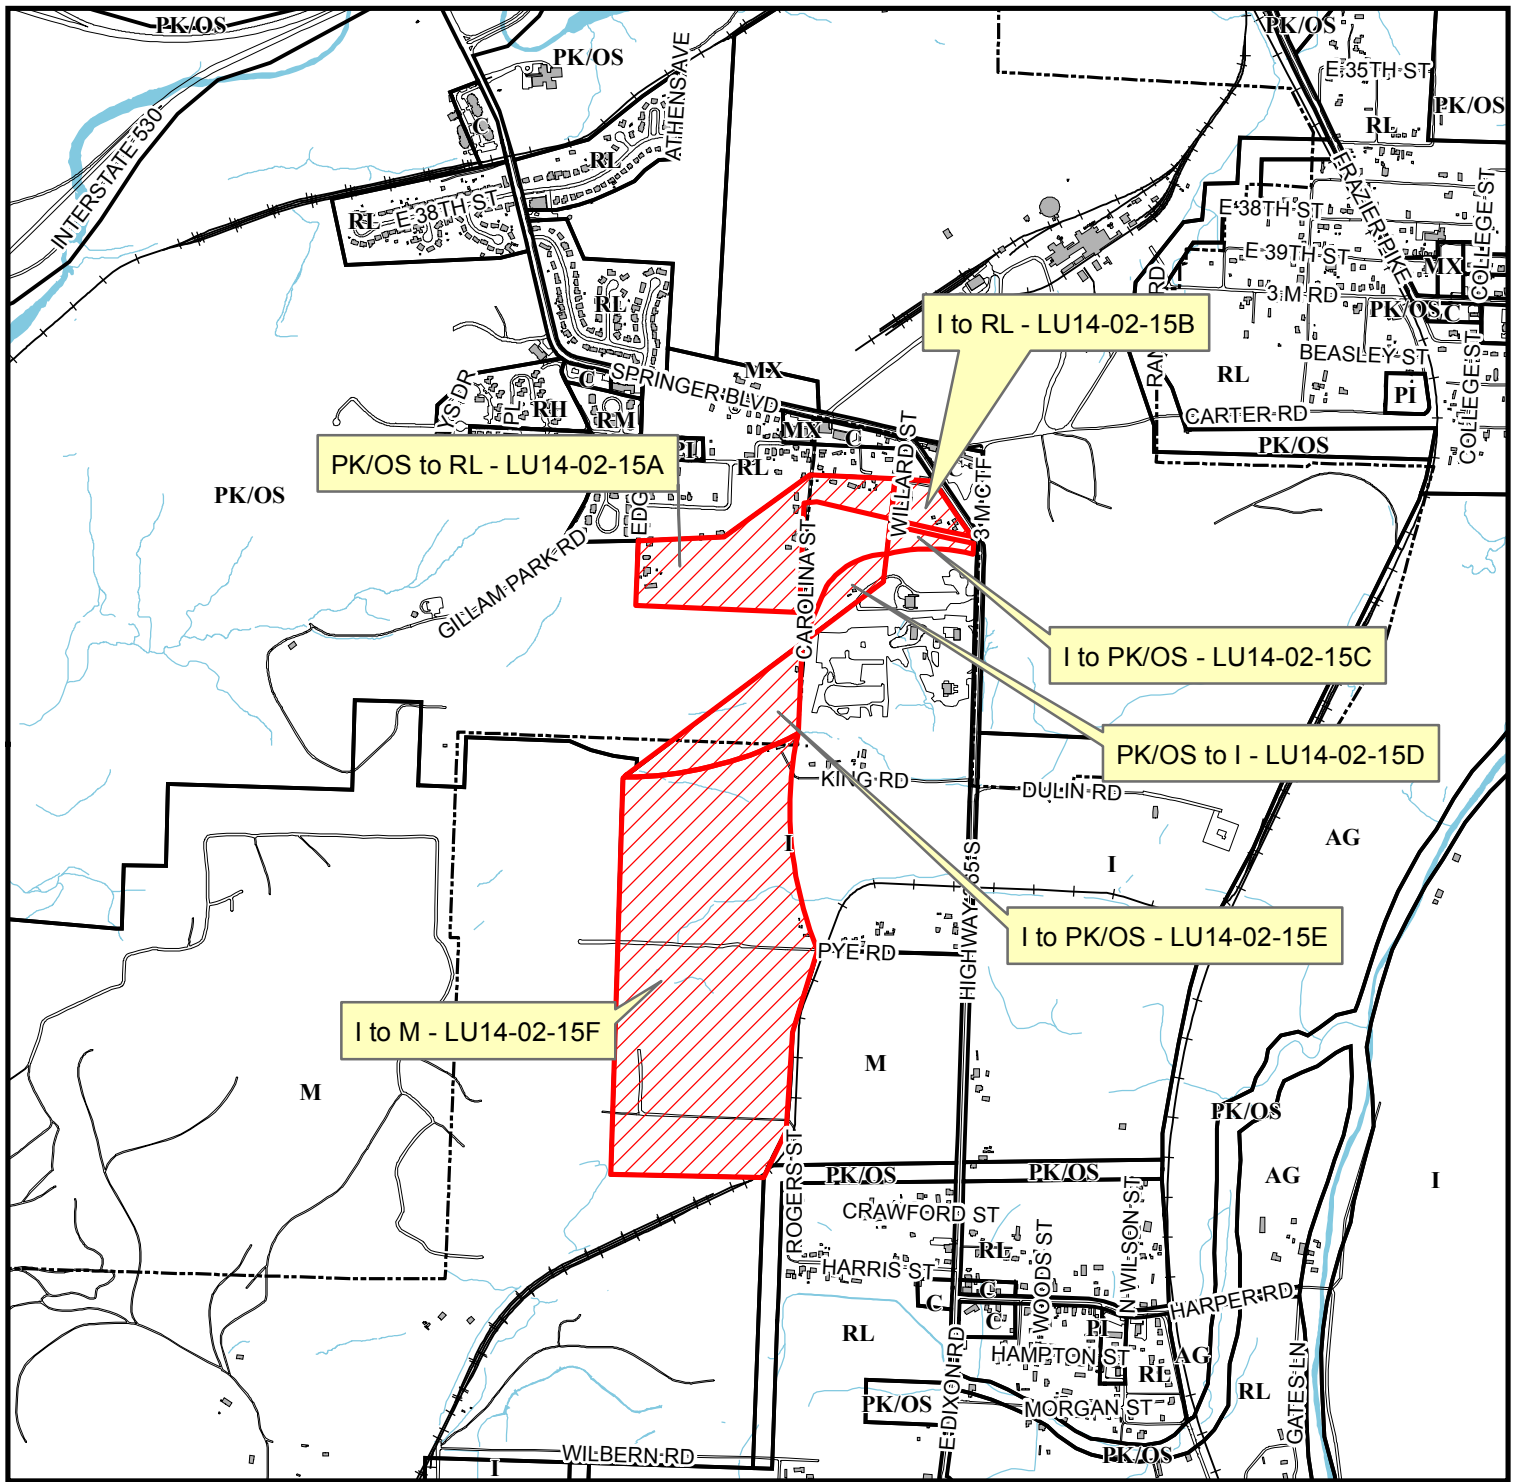 PK/OS
PK/OS
PK/OS
E 35TH ST
PK/OS
ATHENS AVE
INTERSTATE 530
C
RL
RL
FRAZIER PIKE
COLLEGE ST
RL
E 38TH ST
E 38TH ST
E 39TH ST
MX
3 M RD
PK/OS
C
RL
I to RL - LU14-02-15B
BEASLEY ST
COLLEGE ST
SPRINGER BLVD
MX
C
RL
PI
RH
RM
CARTER RD
MX
C
WILLARD ST
PK/OS
PK/OS to RL - LU14-02-15A
PI
RL
C
3 M CTF
PK/OS
EDG
GILLAM PARK RD
CAROLINA ST
I to PK/OS - LU14-02-15C
PK/OS to I - LU14-02-15D
KING RD
DULIN RD
I
I
AG
HIGHWAY 365 S
I to PK/OS - LU14-02-15E
PYE RD
I to M - LU14-02-15F
M
M
PK/OS
ROGERS ST
PK/OS
PK/OS
AG
I
CRAWFORD ST
WOODS ST
N WILSON ST
RL
HARRIS ST
C
C
C
HARPER RD
RL
E DIXON RD
PI
HAMPTON ST
AG
RL
RL
GATES LN
PK/OS
MORGAN ST
PK/OS
WILBERN RD
I